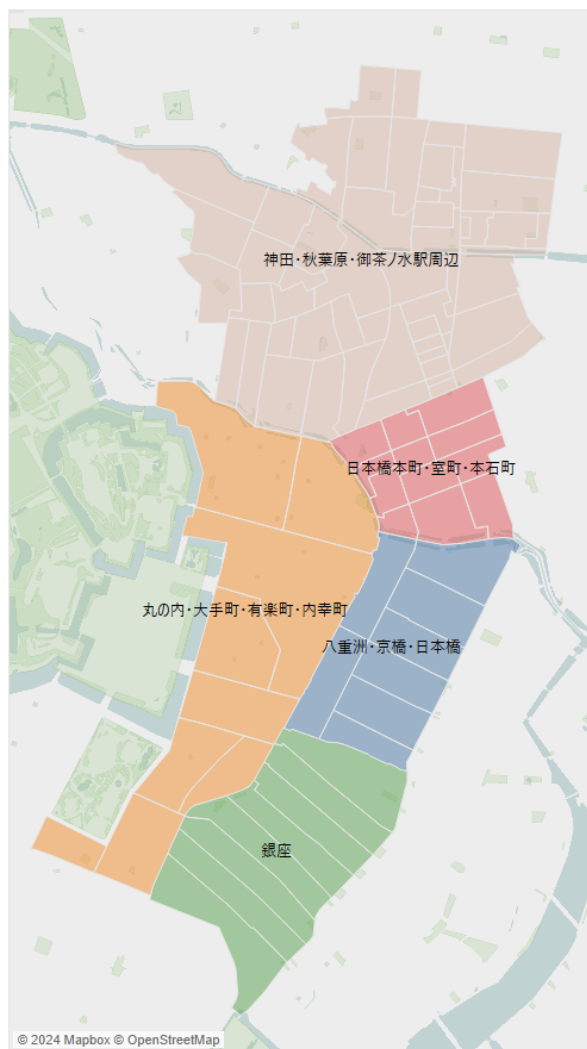 神田・秋葉原・御茶ノ水駅周辺
日本橋本町・室町・本石町
丸の内・大手町・有楽町・内幸町
八重洲・京橋・日本橋
銀座
© 2024 Mapbox © OpenStreetMap